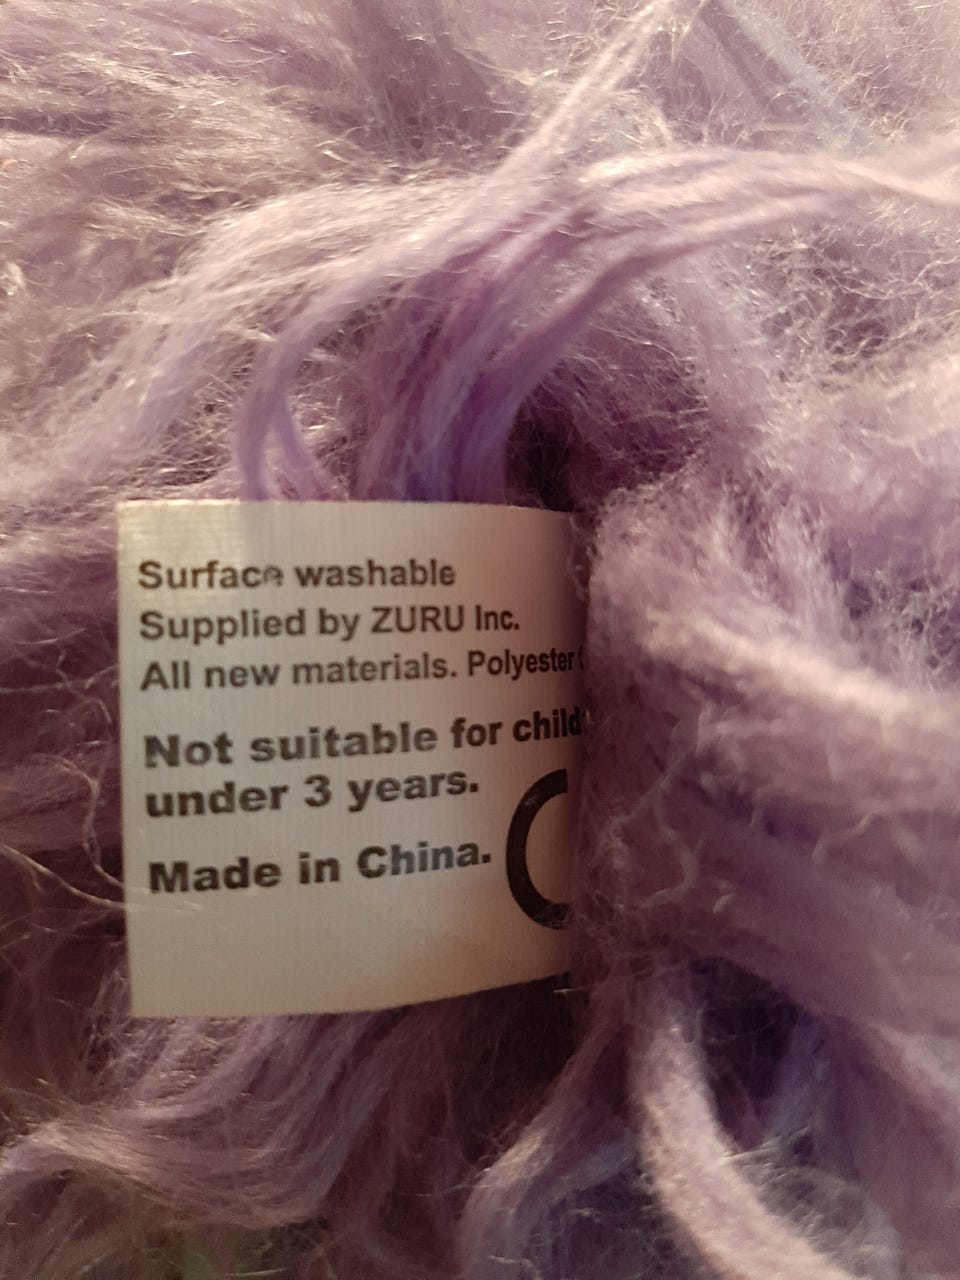 Surface washable
Supplied by ZURU Inc.
All new materials. Polyester
Not suitable for
under 3 years.
Made in China.